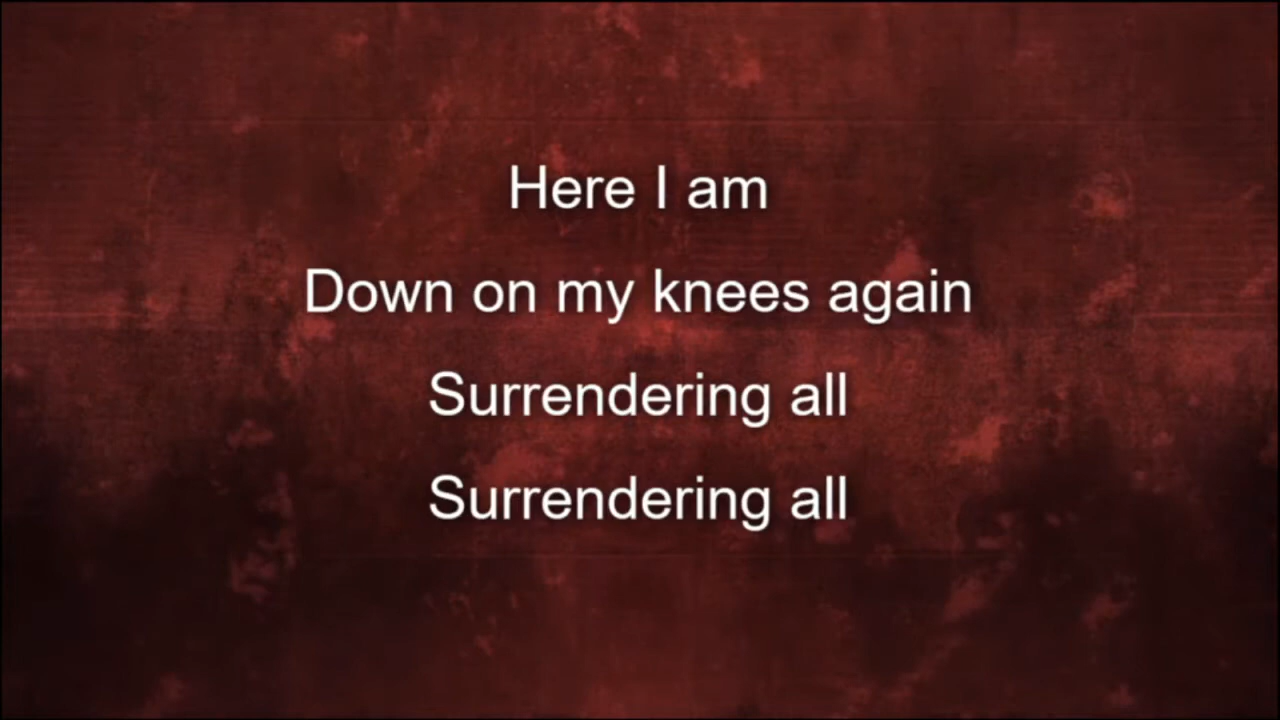 Here I am
Down on my knees again
Surrendering all
Surrendering all